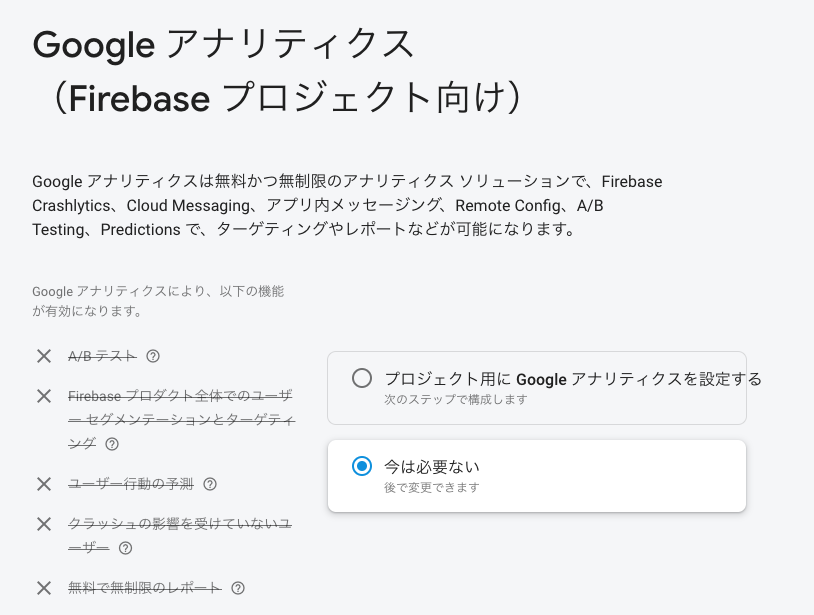 Google アナリティクス
（Firebase プロジェクト向け）
Google アナリティクスは無料かつ無制限のアナリティクス ソリューションで、Firebase
Crashlytics、Cloud Messaging、アプリ内メッセージング、Remote Config、A/B
Testing、Predictions で、ターゲティングやレポートなどが可能になります。
Google アナリティクスにより、以下の機能
が有効になります。
A/B テスト
Firebase プロダクト全体でのユーザ
ー セグメンテーションとターゲティ
ング
ユーザー行動の予測
クラッシュの影響を受けていないユ
ーザー
無料で無制限のレポート
プロジェクト用に Google アナリティクスを設定する
次のステップで構成します
今は必要ない
後で変更できます